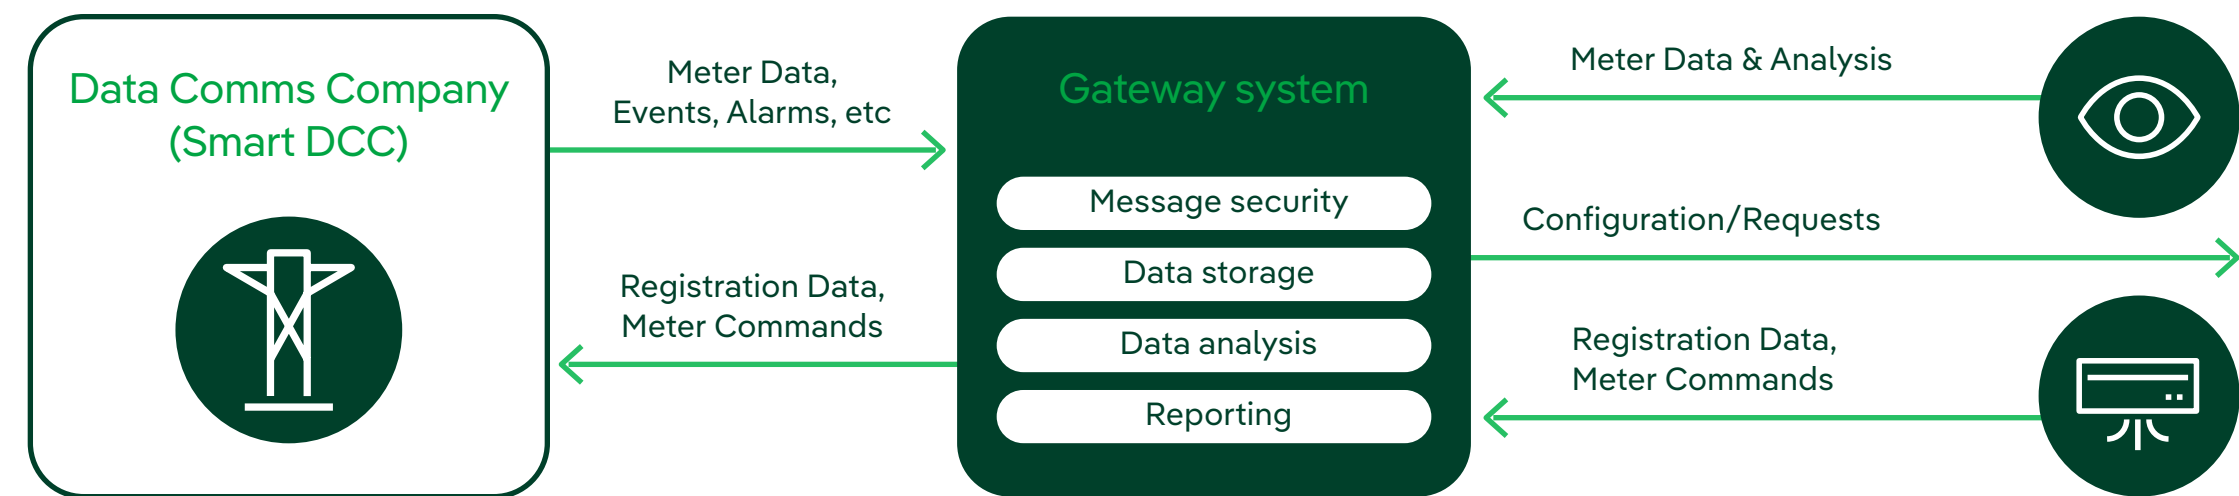 Data Comms Company
(Smart DCC)
Meter Data,
Events, Alarms, etc
Registration Data,
Meter Commands
Gateway system
Message security
Data storage
Data analysis
Reporting
Meter Data & Analysis
Configuration/Requests
Registration Data,
Meter Commands